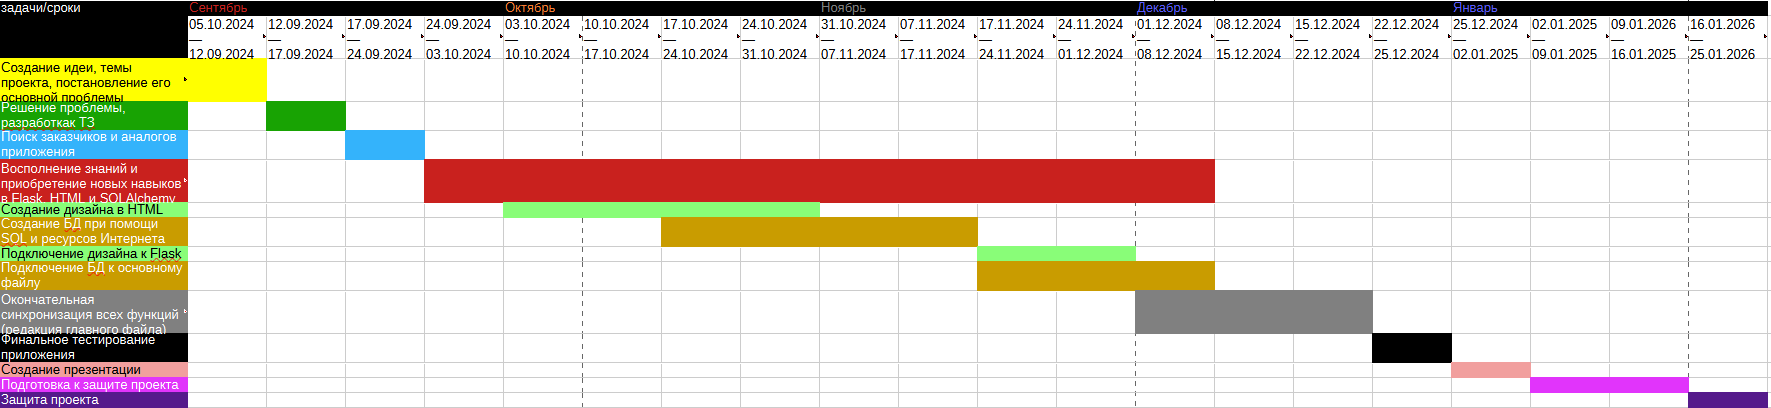 задачи/сроки Сентябрь Октябрь Ноябрь Декабрь Январь
05.10.2024 12.09.2024 17.09.2024 24.09.2024 03.10.2024 10.10.2024 17.10.2024 24.10.2024 31.10.2024 07.11.2024 17.11.2024 24.11.2024 01.12.2024 08.12.2024 15.12.2024 22.12.2024 25.12.2024 02.01.2025 09.01.2026 16.01.2026
— — — — — — — — — — — — — — — — — — — —
12.09.2024 17.09.2024 24.09.2024 03.10.2024 10.10.2024 17.10.2024 24.10.2024 31.10.2024 07.11.2024 17.11.2024 24.11.2024 01.12.2024 08.12.2024 15.12.2024 22.12.2024 25.12.2024 02.01.2025 09.01.2025 16.01.2025 25.01.2026
Создание идеи, темы
проекта, постановление его
основной проблемы
Решение проблемы,
разработкак ТЗ
Поиск заказчиков и аналогов
приложения
Восполнение знаний и
приобретение новых навыков
в Flask, HTML и SQLAlchemy
Создание дизайна в HTML
Создание БД при помощи
SQL и ресурсов Интернета
Подключение дизайна к Flask
Подключение БД к основному
файлу
Окончательная
синхронизация всех функций
(редакция главного файла)
Финальное тестирование
приложения
Создание презентации
Подготовка к защите проекта
Защита проекта